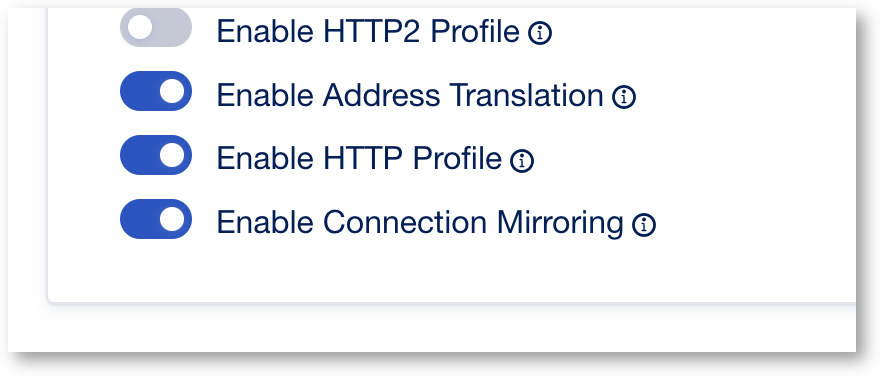 Enable HTTP2 Profile
Enable Address Translation
Enable HTTP Profile
Enable Connection Mirroring